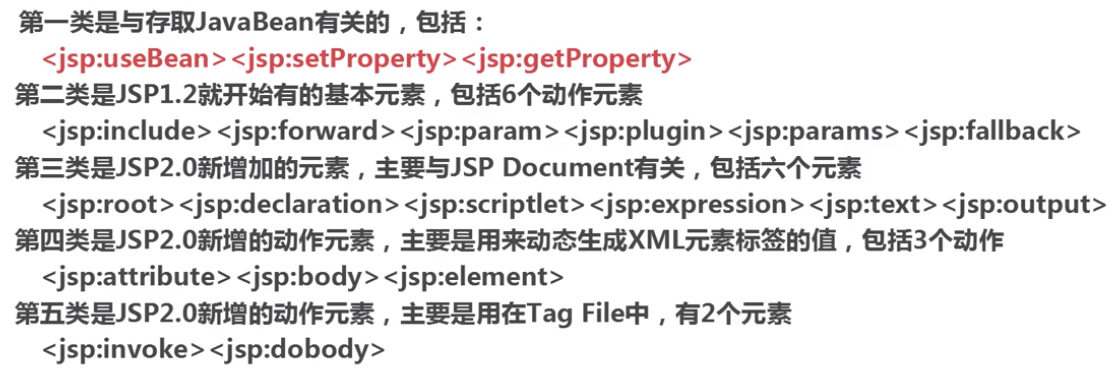 第一类是与存取JavaBean有关的，包括：
<jsp:useBean><jsp:setProperty><jsp:getProperty>
第二类是JSP1.2就开始有的基本元素，包括6个动作元素
<jsp:include><jsp:forward><jsp:param><jsp:plugin><jsp:params><jsp:fallback>
第三类是JSP2.0新增加的元素，主要与JSP Document有关，包括六个元素
<jsp:root><jsp:declaration><jsp:scriptlet><jsp:expression><jsp:text><jsp:output>
第四类是JSP2.0新增的动作元素，主要是用来动态生成XML元素标签的值，包括3个动作
<jsp:attribute><jsp:body><jsp:element>
第五类是JSP2.0新增的动作元素，主要是用在Tag File中，有2个元素
<jsp:invoke><jsp:dobody>